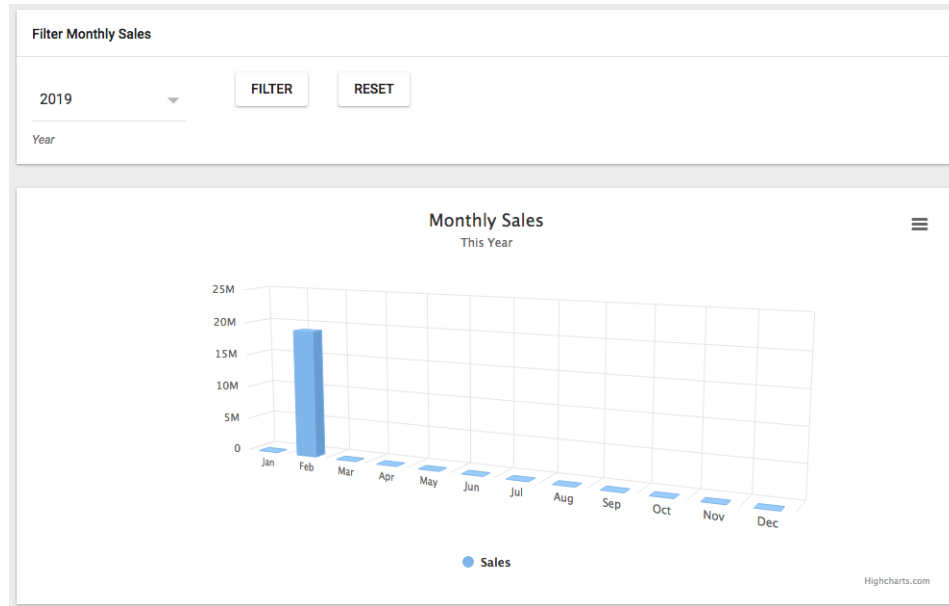 Filter Monthly Sales
2019
FILTER
RESET
Year
Monthly Sales
This Year
25M
20M
15M
10M
5M
0
Jan
Feb
Mar
Apr
May
Jun
Jul
Aug
Sep
Oct
Nov
Dec
Sales
Highcharts.com